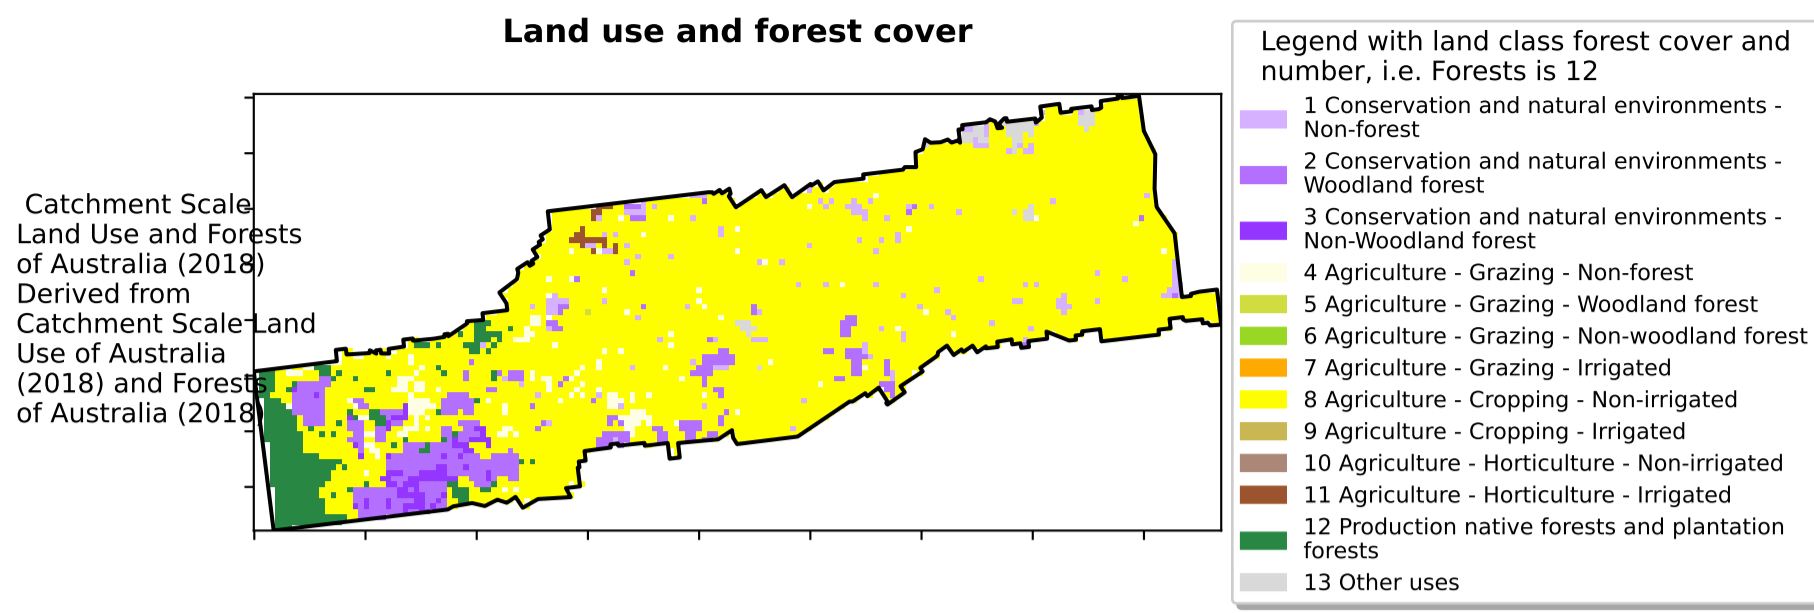 Land use and forest cover
Catchment Scale
Land Use and Forests
of Australia (2018)
Derived from
Catchment Scale Land
Use of Australia
(2018) and Forests
of Australia (2018)
Legend with land class forest cover and
number, i.e. Forests is 12
1 Conservation and natural environments -
Non-forest
2 Conservation and natural environments -
Woodland forest
3 Conservation and natural environments -
Non-Woodland forest
4 Agriculture - Grazing - Non-forest
5 Agriculture - Grazing - Woodland forest
6 Agriculture - Grazing - Non-woodland forest
7 Agriculture - Grazing - Irrigated
8 Agriculture - Cropping - Non-irrigated
9 Agriculture - Cropping - Irrigated
10 Agriculture - Horticulture - Non-irrigated
11 Agriculture - Horticulture - Irrigated
12 Production native forests and plantation
forests
13 Other uses